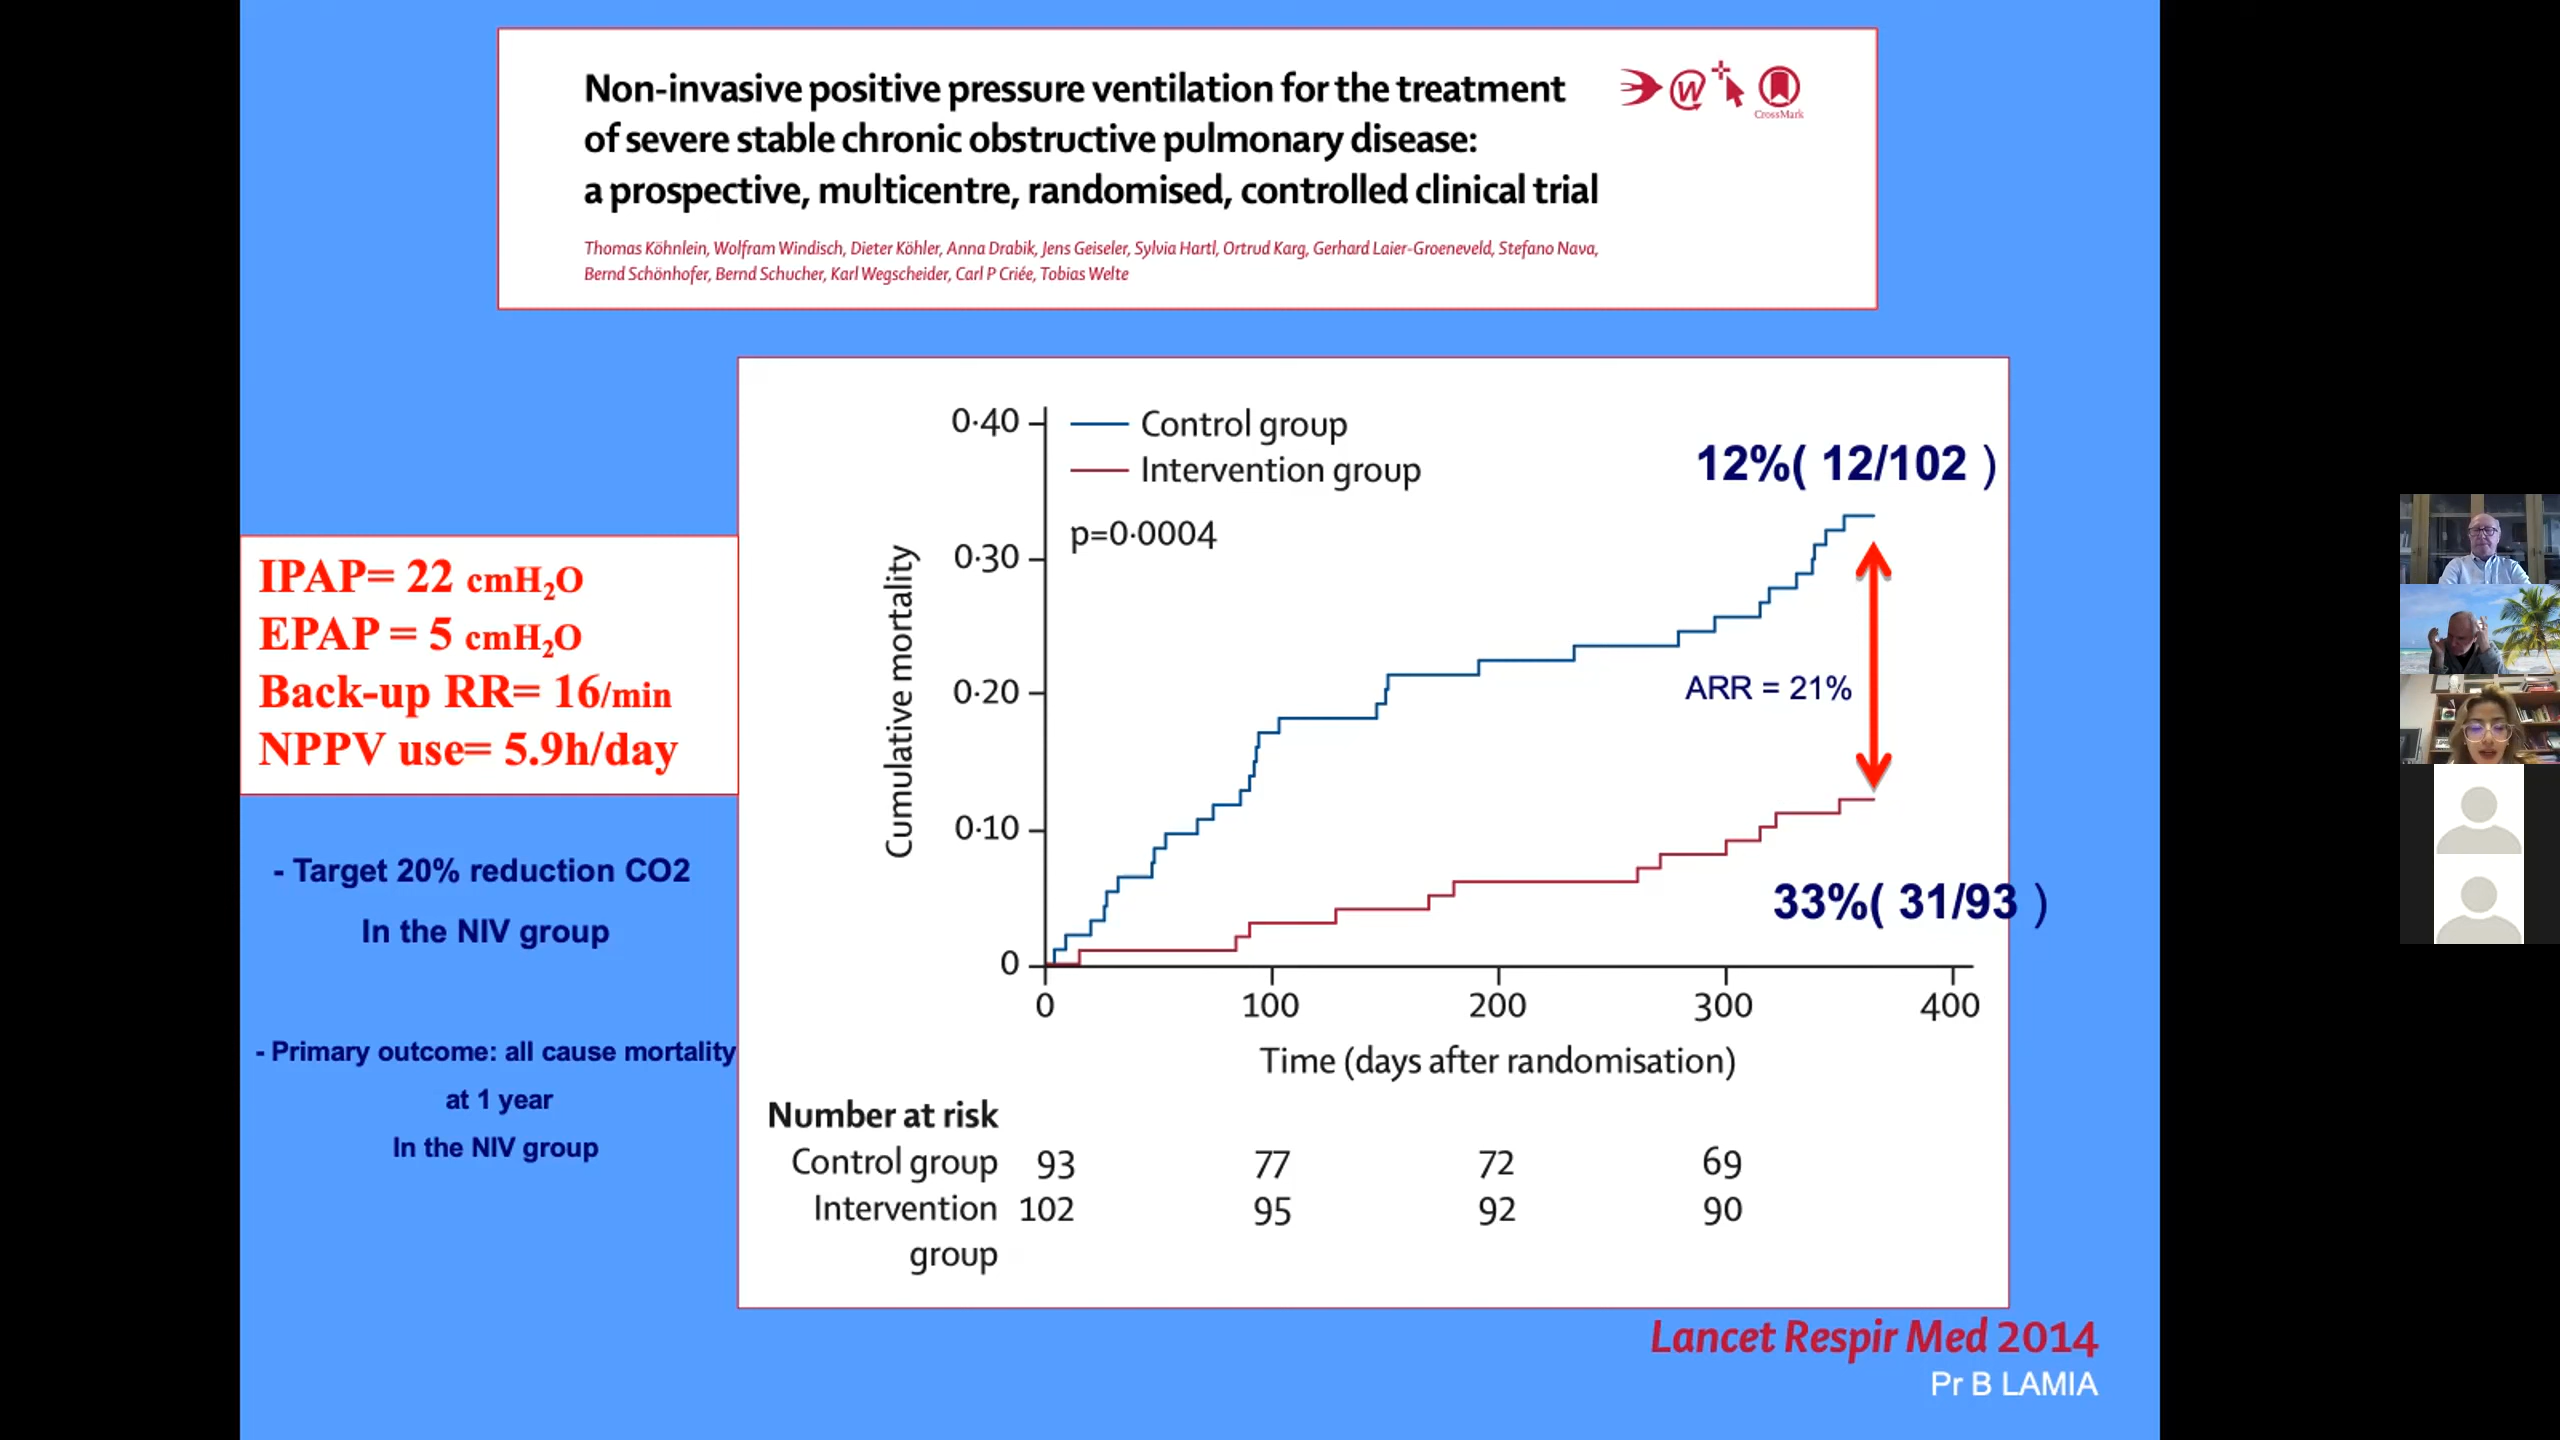 Non-invasive positive pressure ventilation for the treatment
of severe stable chronic obstructive pulmonary disease:
a prospective, multicentre, randomised, controlled clinical trial
W
CrossMark
Thomas Köhnlein, Wolfram Windisch, Dieter Köhler, Anna Drabik, Jens Geiseler, Sylvia Hartl, Ortrud Karg, Gerhard Laier-Groeneveld, Stefano Nava,
Bernd Schönhofer, Bernd Schucher, Karl Wegscheider, Carl P Criée, Tobias Welte
IPAP= 22 cmH₂O
EPAP = 5 cmH₂O
Back-up RR= 16/min
NPPV use= 5.9h/day
- Target 20% reduction CO2
In the NIV group
- Primary outcome: all cause mortality
at 1 year
In the NIV group
Control group
Intervention group
p=0·0004
12%( 12/102 )
ARR = 21%
33%( 31/93 )
Cumulative mortality
0·40
0·30
0·20
0·10
0
0 100 200 300 400
Time (days after randomisation)
Number at risk
Control group 93 77 72 69
Intervention 102 95 92 90
group
Lancet Respir Med 2014
Pr B LAMIA